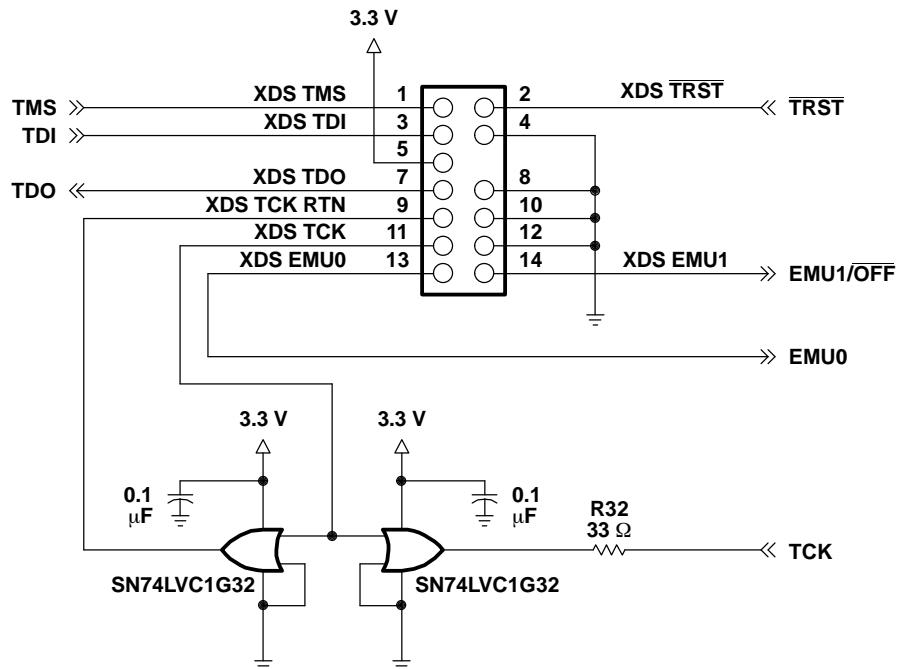 3.3 V
XDS TMS 1 2 XDS TRST
TMS TRST
XDS TDI 3 4
TDI
5
XDS TDO 7 8
TDO
XDS TCK RTN 9 10
XDS TCK 11 12
XDS EMU0 13 14 XDS EMU1
EMU1/OFF
EMU0
3.3 V 3.3 V
0.1 μF 0.1 μF
R32
33 Ω
TCK
SN74LVC1G32 SN74LVC1G32